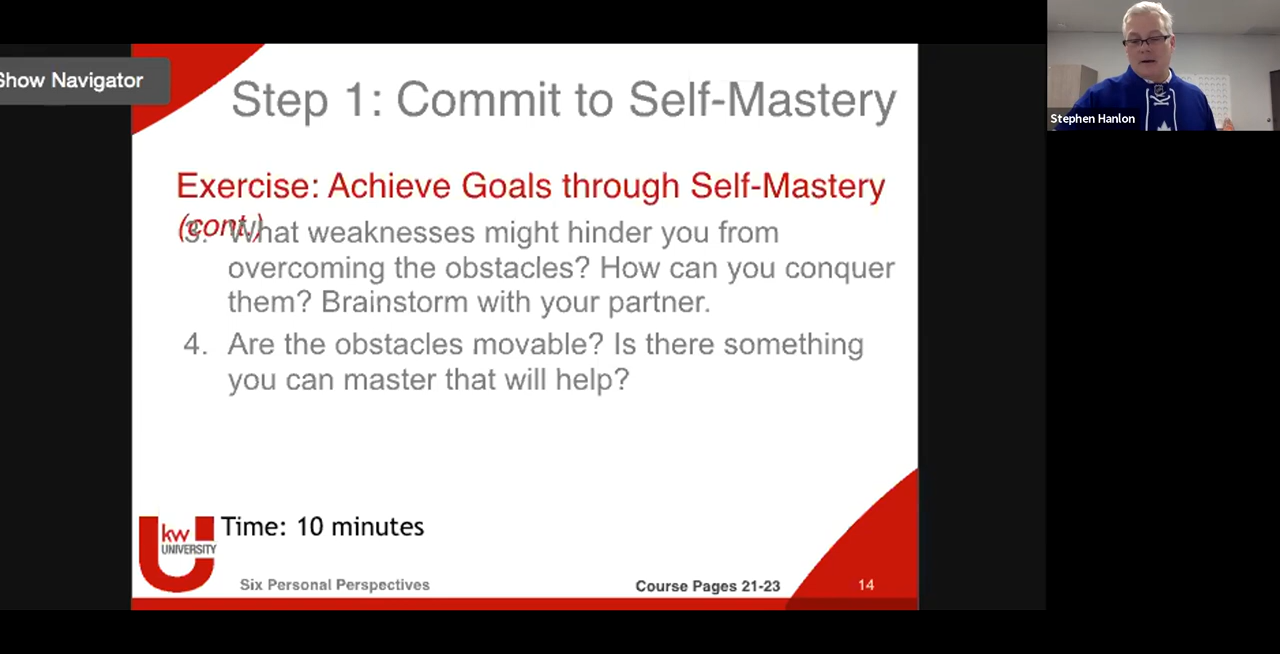 Show Navigator
Step 1: Commit to Self-Mastery
Stephen Hanlon
Exercise: Achieve Goals through Self-Mastery
(cont.)
3. What weaknesses might hinder you from
overcoming the obstacles? How can you conquer
them? Brainstorm with your partner.
4. Are the obstacles movable? Is there something
you can master that will help?
Time: 10 minutes
kw
UNIVERSITY
Six Personal Perspectives
Course Pages 21-23
14